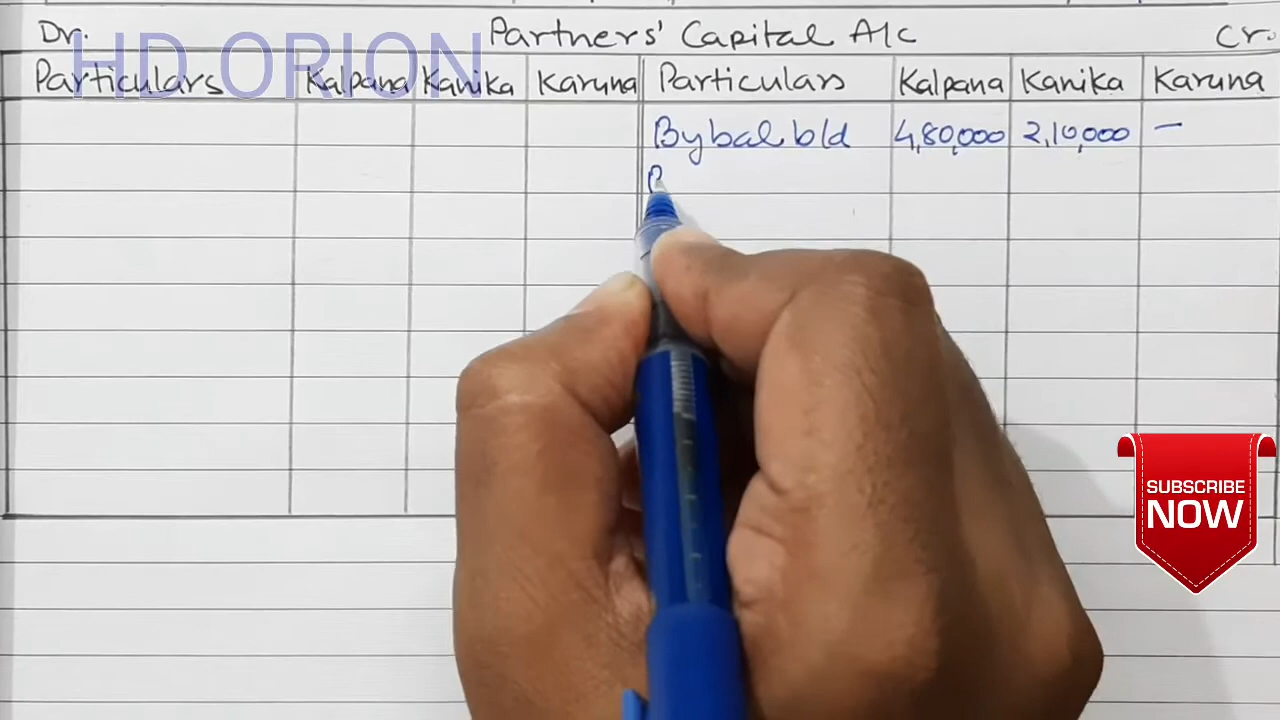 Dr. Partners' Capital A/c Cr.
HD ORION
Particulars Kalpana Kanika Karuna Particulars Kalpana Kanika Karuna
By bal b/d 4,80,000 2,10,000 —
B
SUBSCRIBE
NOW